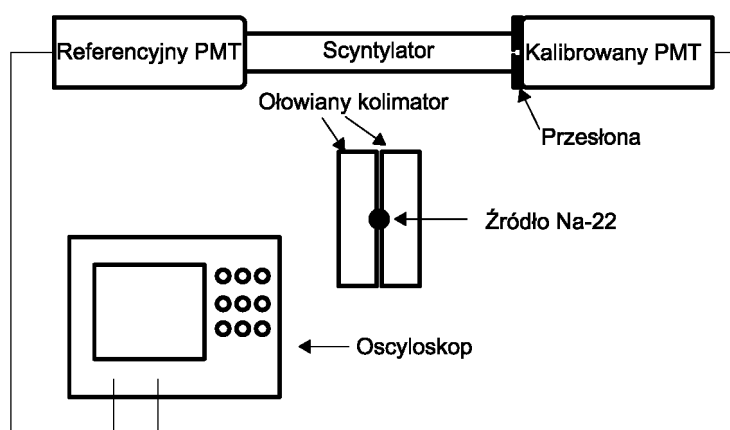 Referencyjny PMT
Scyntylator
Kalibrowany PMT
Ołowiany kolimator
Przesłona
Źródło Na-22
Oscyloskop